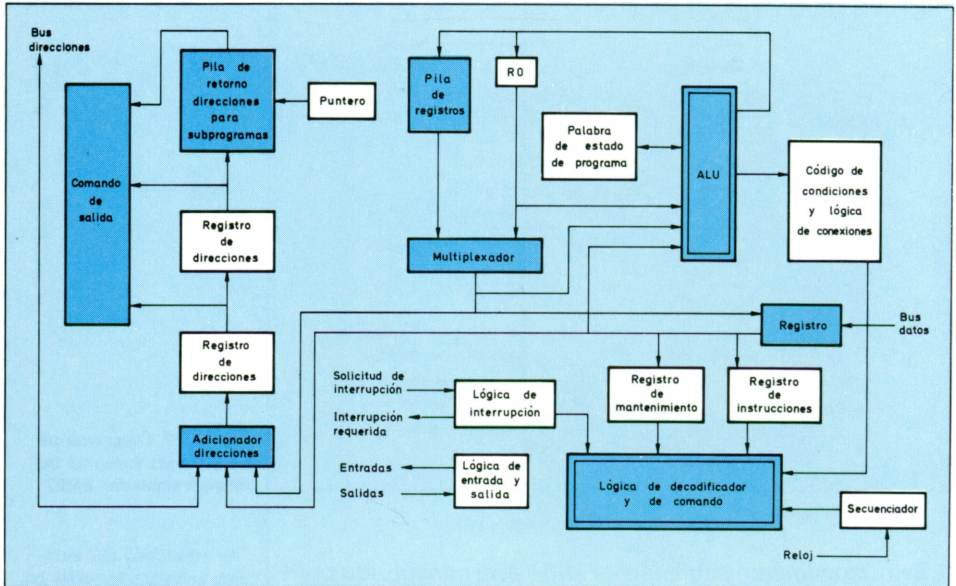 Bus
direcciones
Pila de
retorno
direcciones
para
subprogramas
Puntero
Comando
de
salida
Registro
de
direcciones
Registro
de
direcciones
Adicionador
direcciones
Pila
de
registros
R0
Palabra
de estado
de programa
ALU
Código de
condiciones
y lógica
de conexiones
Multiplexador
Registro
Bus
datos
Solicitud de
interrupción
Interrupción
requerida
Lógica de
interrupción
Registro
de
mantenimiento
Registro
de
instrucciones
Entradas
Salidas
Lógica de
entrada y
salida
Lógica de decodificador
y de comando
Secuenciador
Reloj